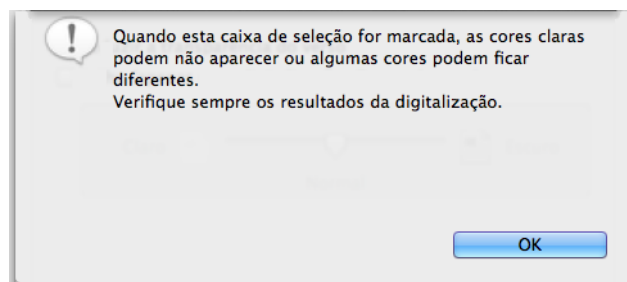 Quando esta caixa de seleção for marcada, as cores claras
podem não aparecer ou algumas cores podem ficar
diferentes.
Verifique sempre os resultados da digitalização.
OK